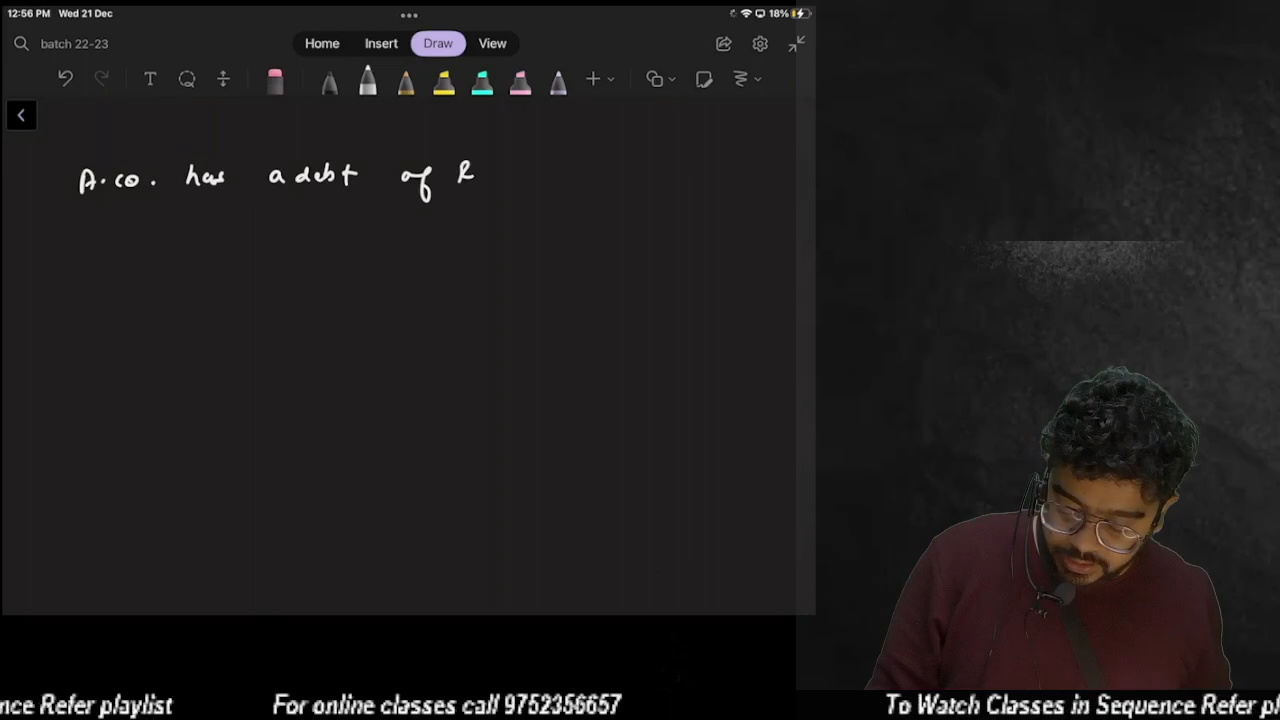 12:56 PM Wed 21 Dec
18%
batch 22-23
Home Insert Draw View
T
A. co. has a debt of R
nce Refer playlist For online classes call 9752356657 To Watch Classes in Sequence Refer pl